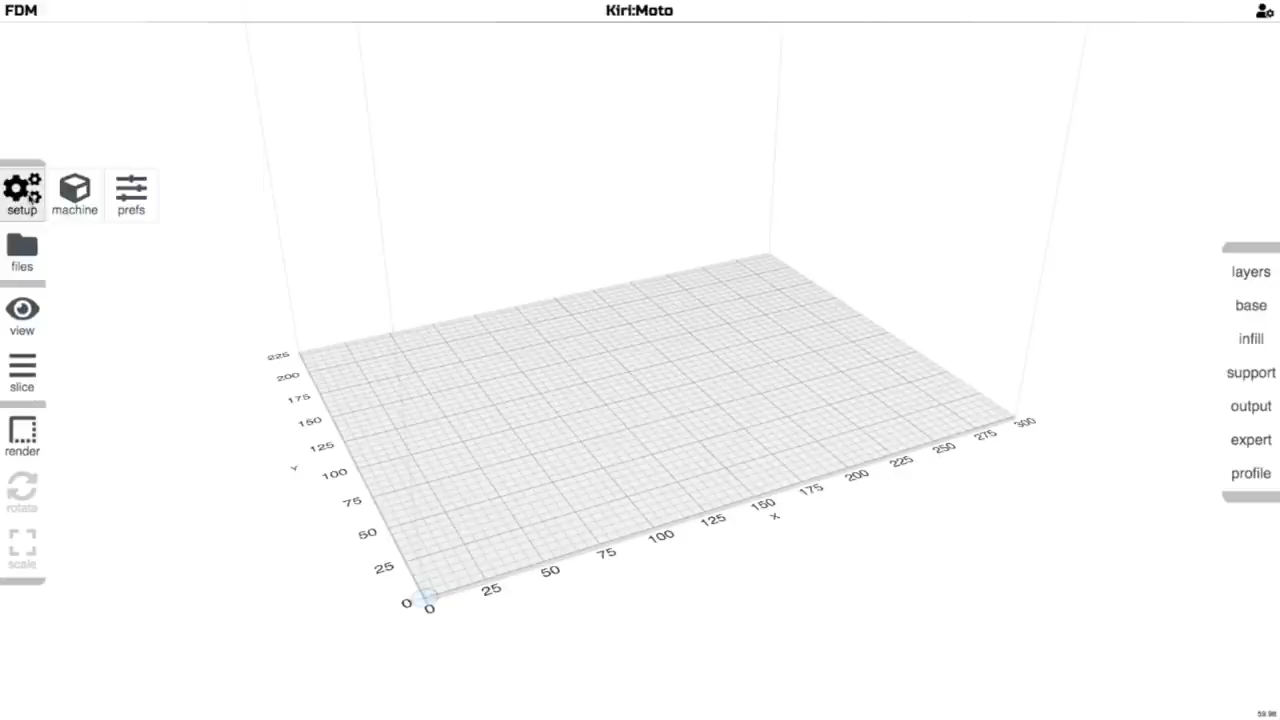 FDM
Kiri:Moto
setup
machine
prefs
files
view
slice
render
rotate
scale
layers
base
infill
support
output
expert
profile
225
200
175
150
125
Y
100
75
50
25
0
0
25
50
75
100
125
150
X
175
200
225
250
275
300
59.98